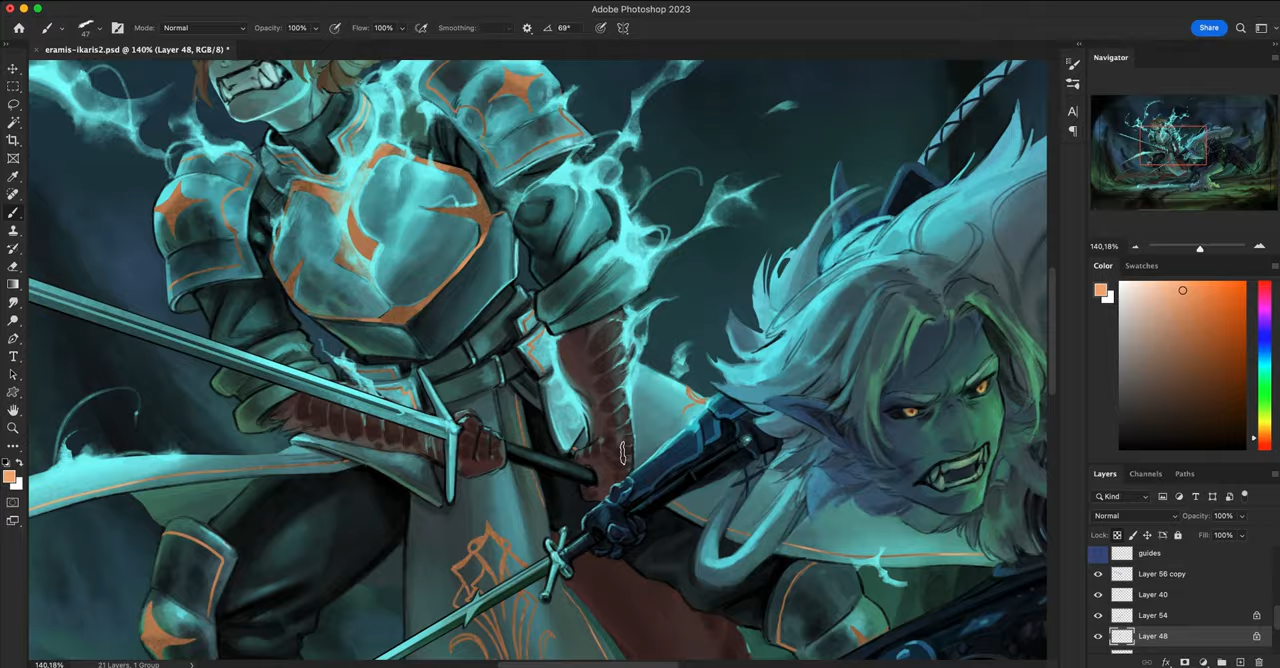 Adobe Photoshop 2023
47
Mode: Normal
Opacity: 100%
Flow: 100%
Smoothing:
69°
Share
× eramis-ikaris2.psd @ 140% (Layer 48, RGB/8) *
Navigator
140,18%
Color Swatches
Layers Channels Paths
Kind
Normal
Opacity: 100%
Lock:
Fill: 100%
guides
Layer 56 copy
Layer 40
Layer 54
Layer 48
fx
140,18%
21 Layers, 1 Group